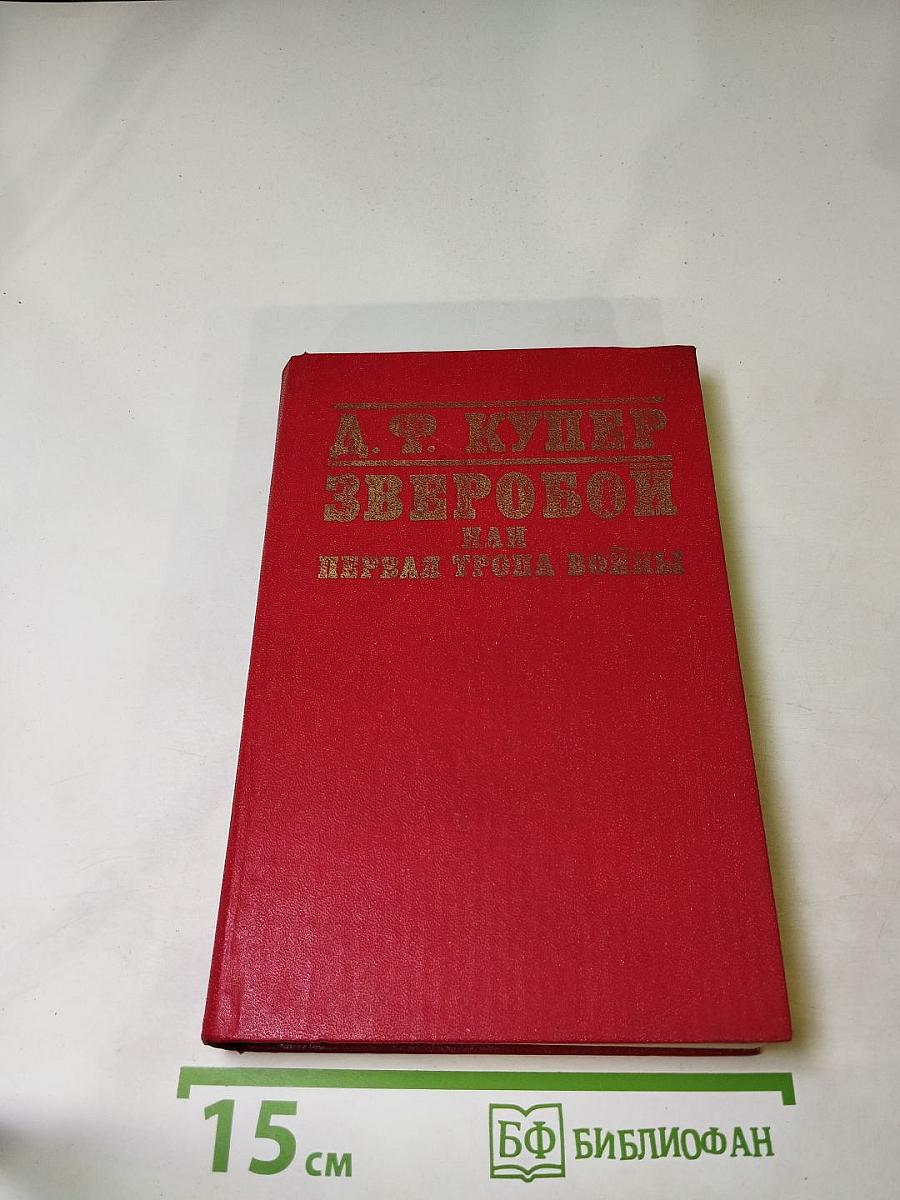 Д. Ф. КУПЕР
ЗВЕРОБОЙ
ИЛИ
ПЕРВАЯ ТРОПА ВОЙНЫ
15 см
БФ БИБЛИОФАН